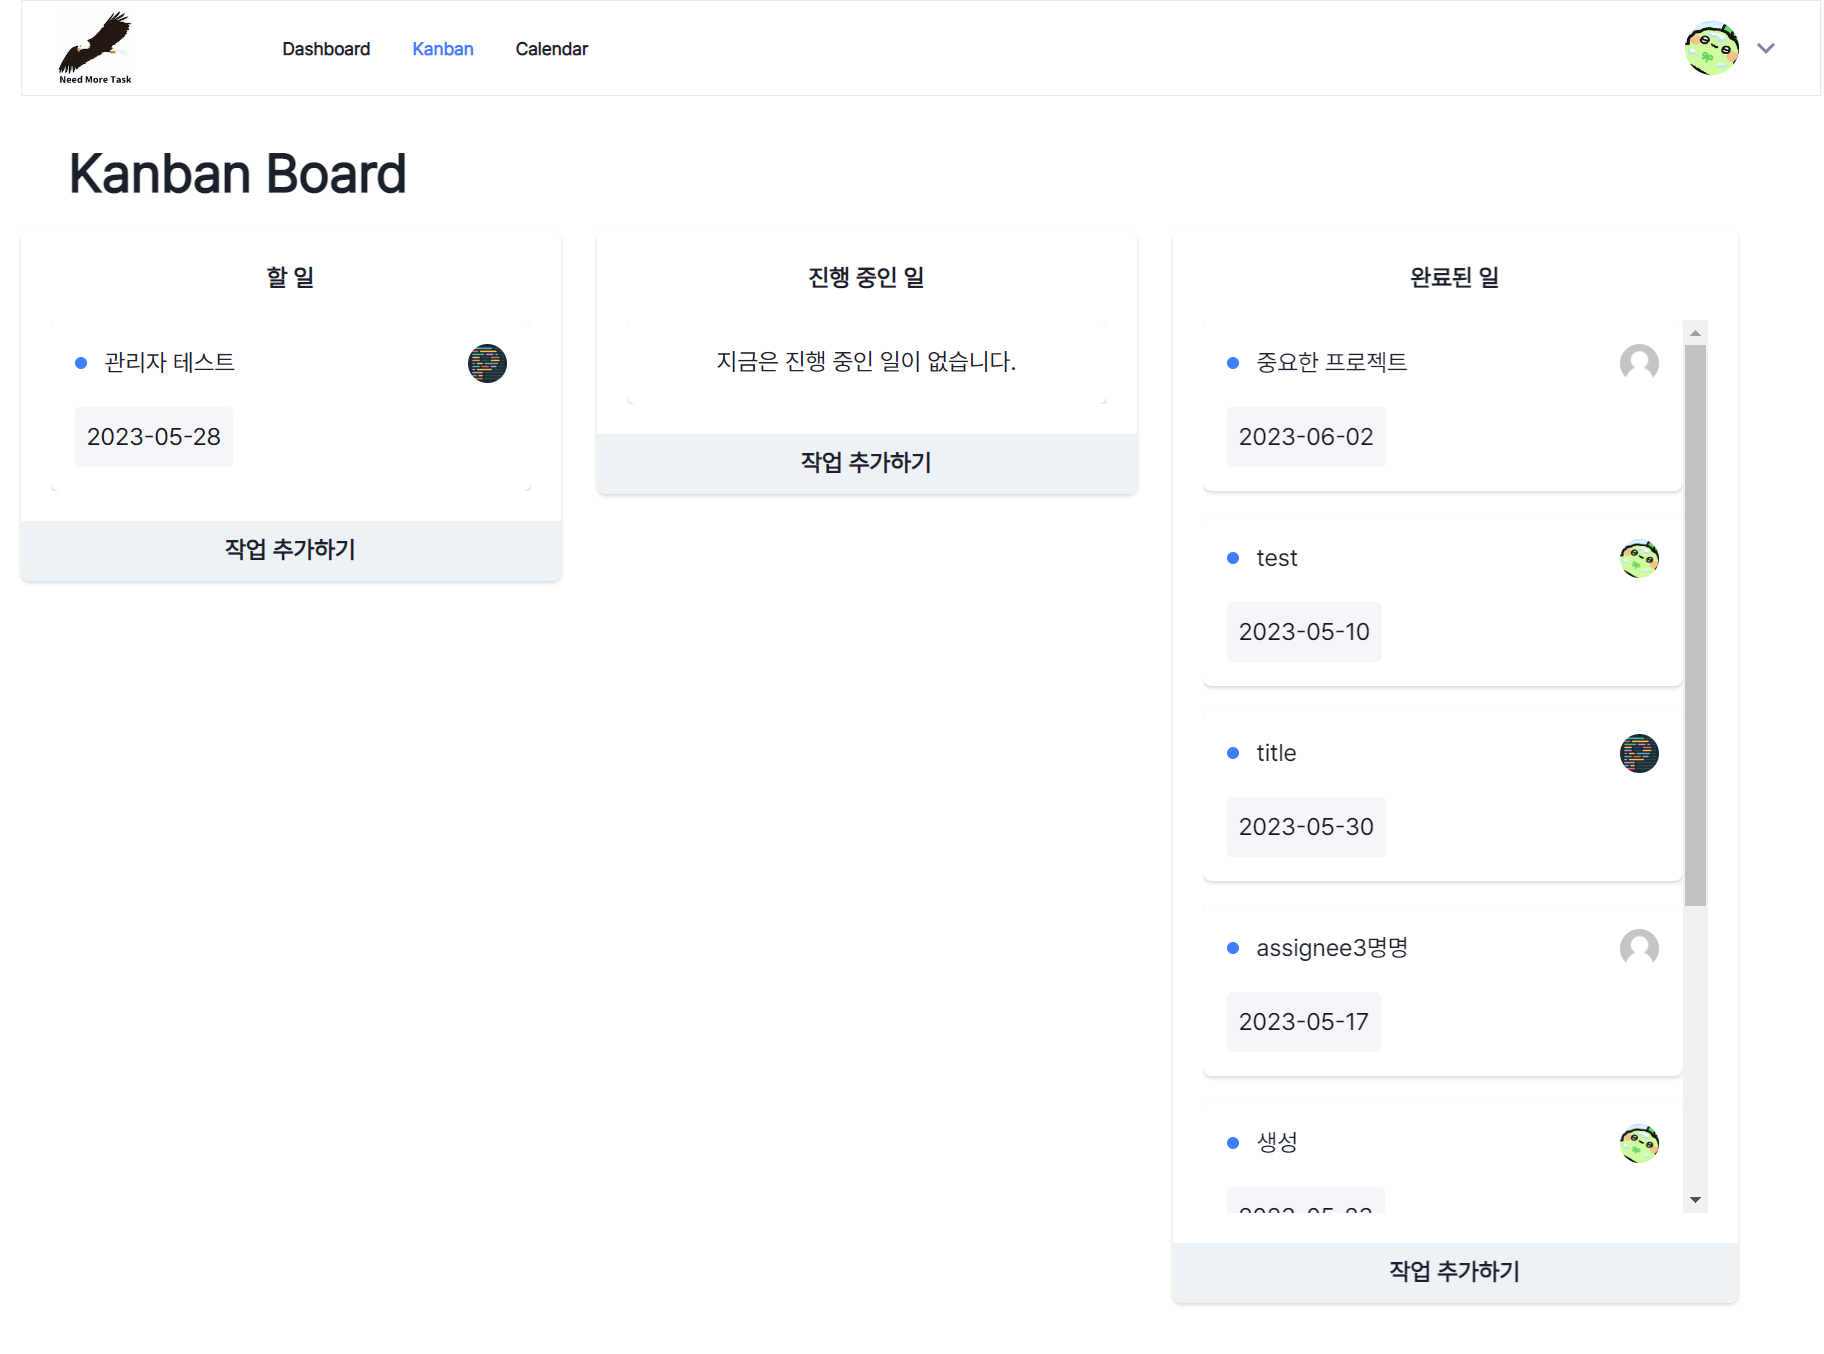 Need More Task
Dashboard
Kanban
Calendar
Kanban Board
할 일
관리자 테스트
2023-05-28
작업 추가하기
진행 중인 일
지금은 진행 중인 일이 없습니다.
작업 추가하기
완료된 일
중요한 프로젝트
2023-06-02
test
2023-05-10
title
2023-05-30
assignee3명명
2023-05-17
생성
작업 추가하기